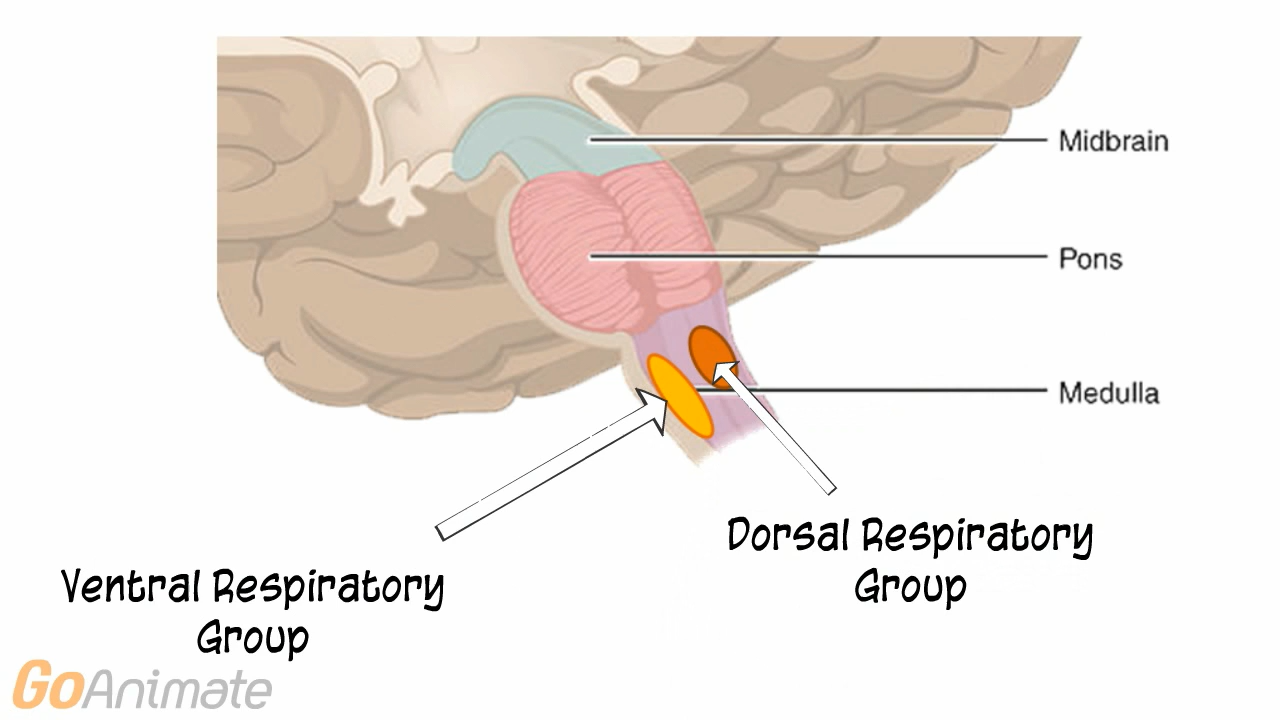 Midbrain
Pons
Medulla
Dorsal Respiratory
Group
Ventral Respiratory
Group
GoAnimate